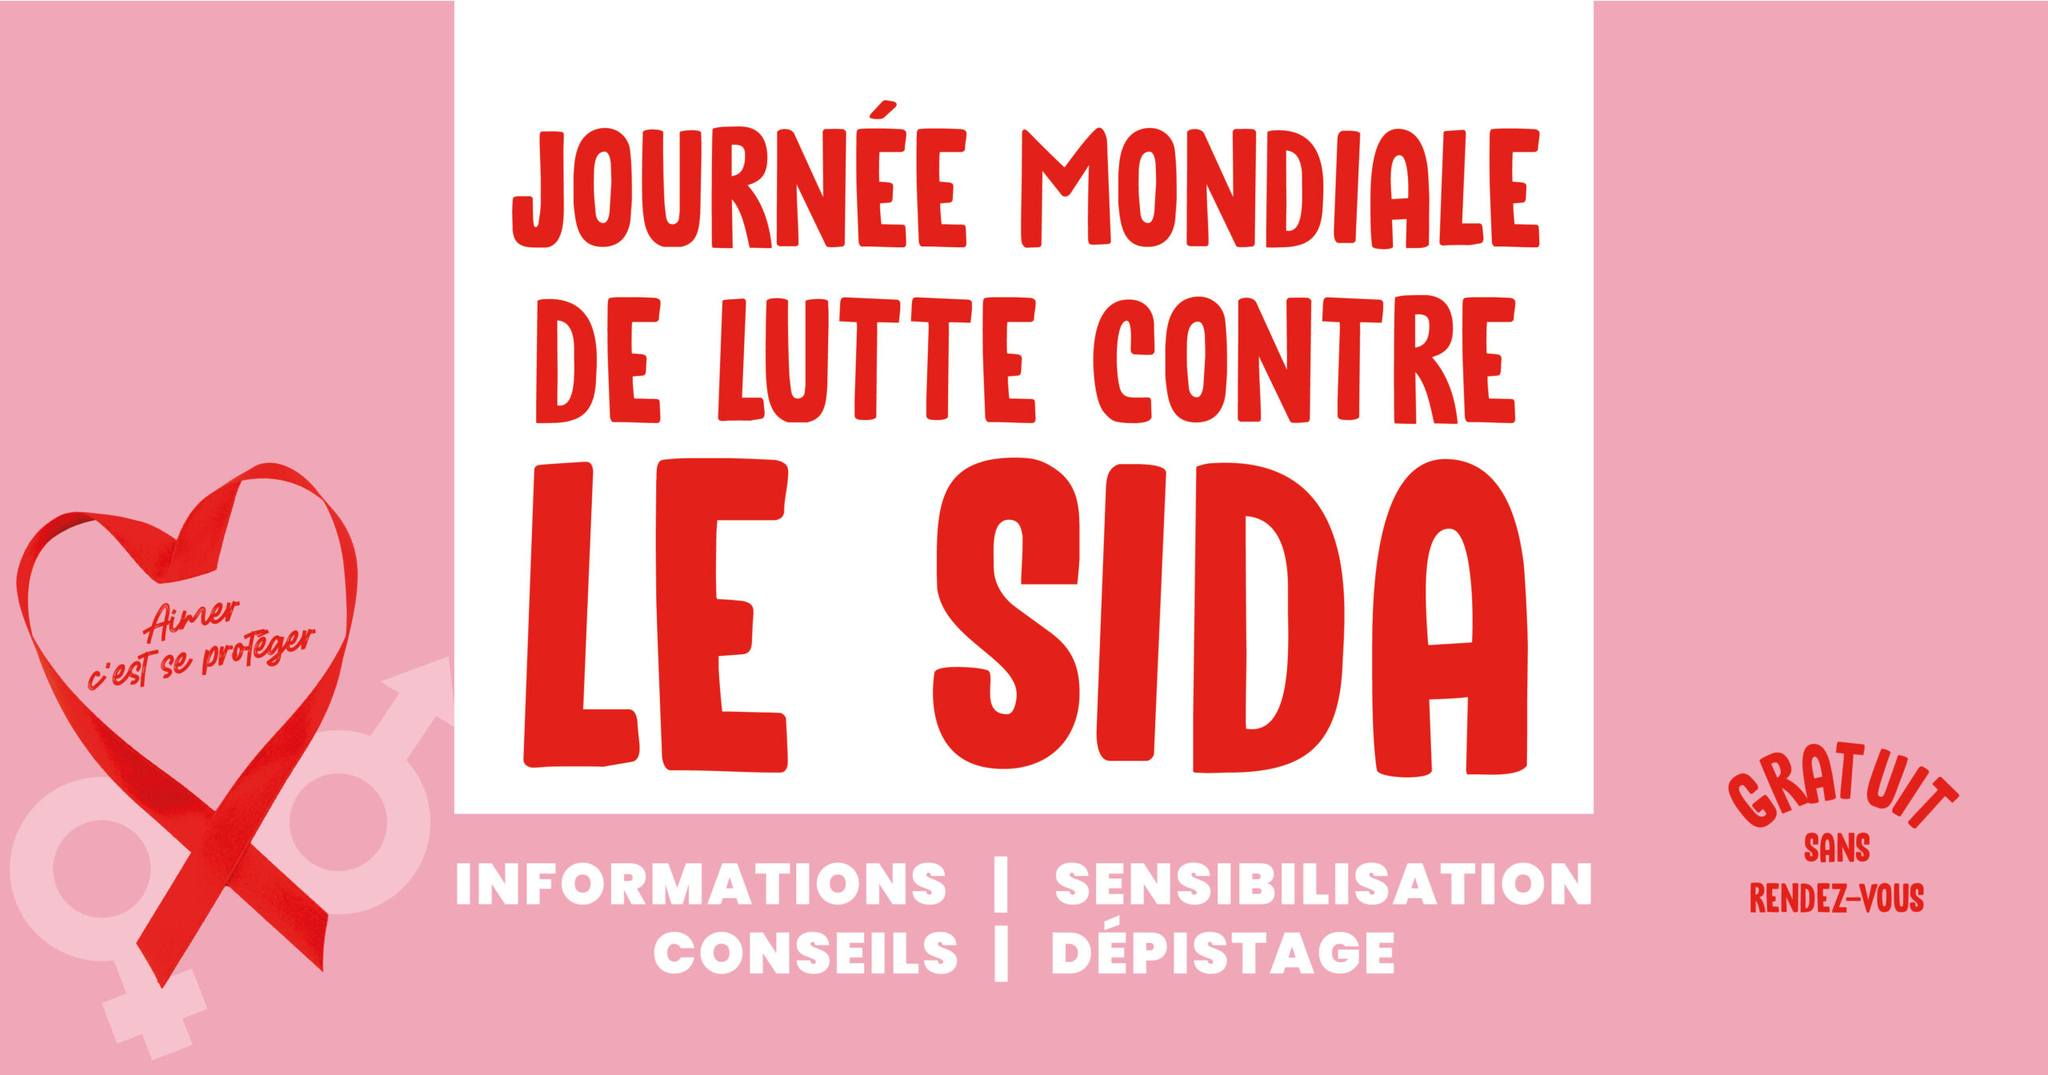 JOURNÉE MONDIALE
DE LUTTE CONTRE
LE SIDA
Aimer
c'est se protéger
INFORMATIONS | SENSIBILISATION
CONSEILS | DÉPISTAGE
GRATUIT
SANS
RENDEZ-VOUS